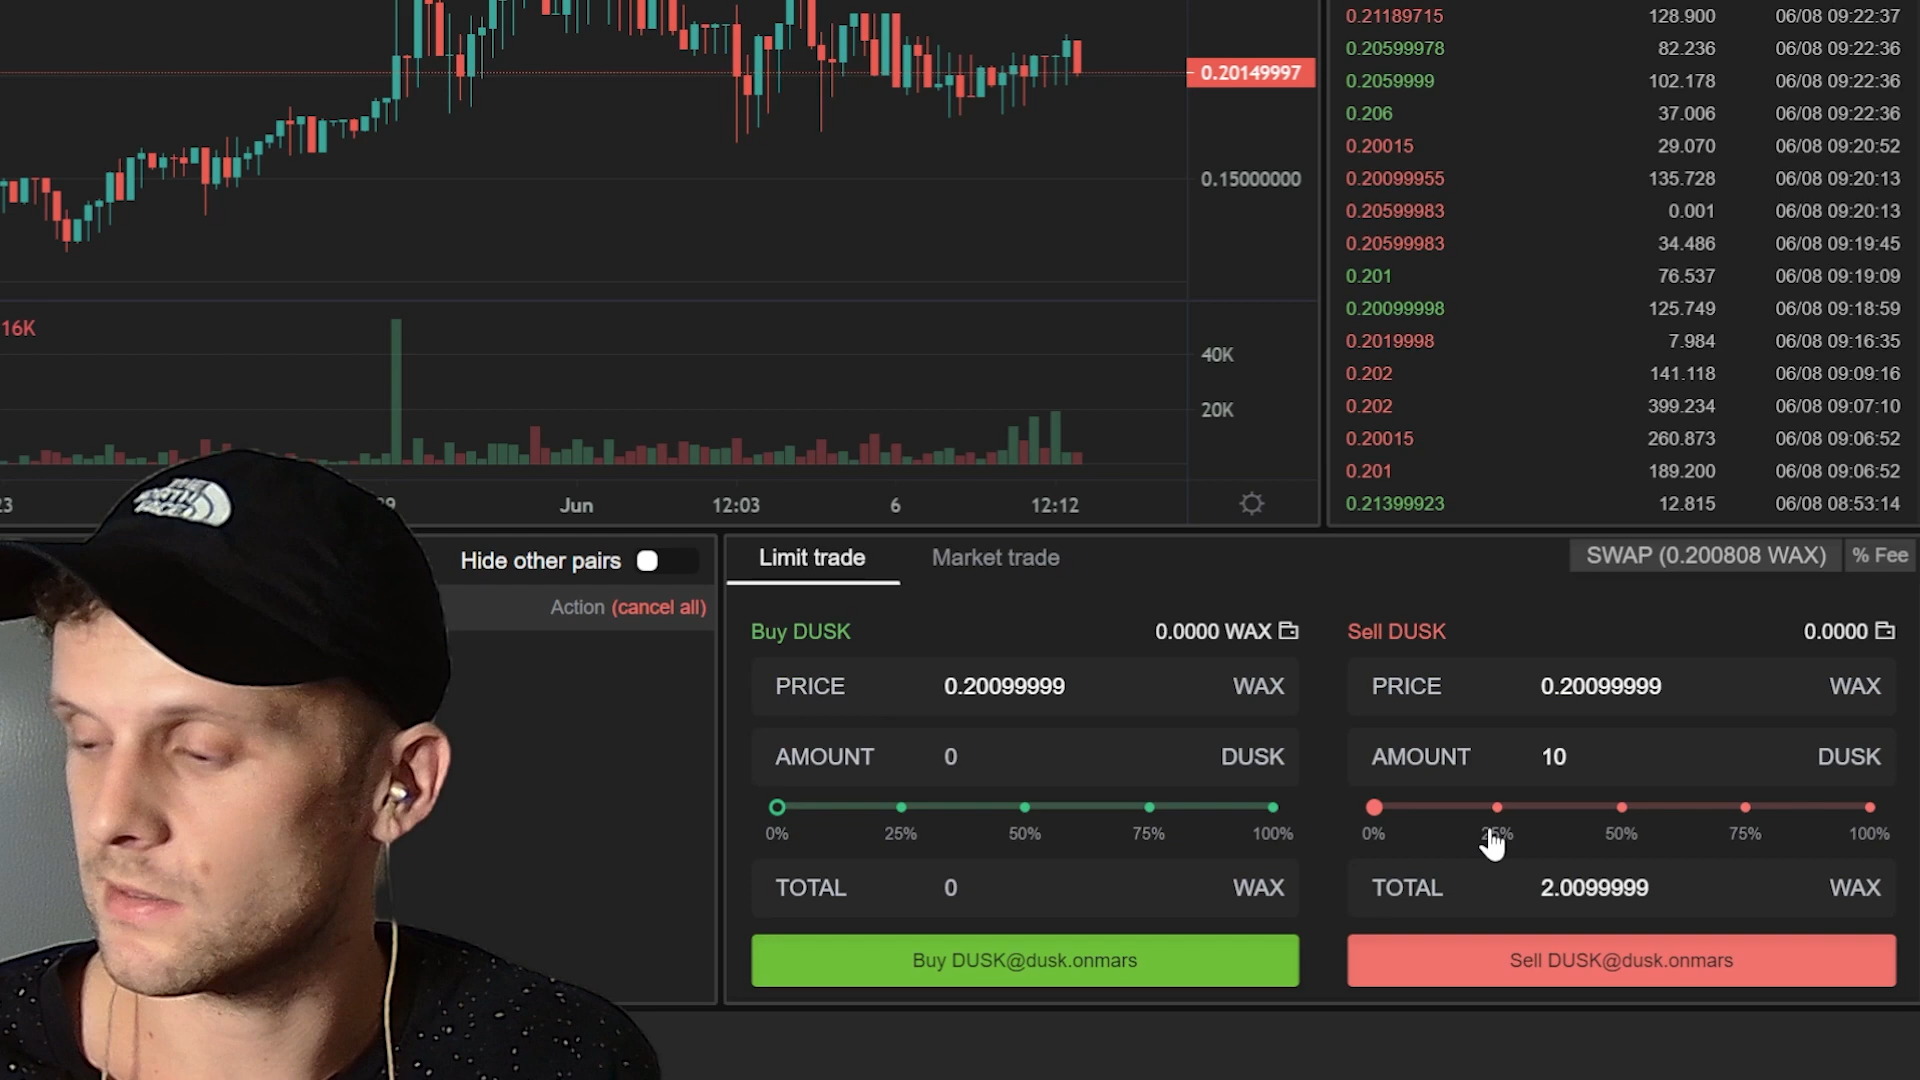 0.20149997
0.15000000
16K
40K
20K
23
29
Jun
12:03
6
12:12
0.21189715 128.900 06/08 09:22:37
0.20599978 82.236 06/08 09:22:36
0.2059999 102.178 06/08 09:22:36
0.206 37.006 06/08 09:22:36
0.20015 29.070 06/08 09:20:52
0.20099955 135.728 06/08 09:20:13
0.20599983 0.001 06/08 09:20:13
0.20599983 34.486 06/08 09:19:45
0.201 76.537 06/08 09:19:09
0.20099998 125.749 06/08 09:18:59
0.2019998 7.984 06/08 09:16:35
0.202 141.118 06/08 09:09:16
0.202 399.234 06/08 09:07:10
0.20015 260.873 06/08 09:06:52
0.201 189.200 06/08 09:06:52
0.21399923 12.815 06/08 08:53:14
THE
NORTH
FACE
Hide other pairs
Action (cancel all)
Limit trade Market trade
SWAP (0.200808 WAX) % Fee
Buy DUSK 0.0000 WAX
PRICE 0.20099999 WAX
AMOUNT 0 DUSK
0% 25% 50% 75% 100%
TOTAL 0 WAX
Buy DUSK@dusk.onmars
Sell DUSK 0.0000
PRICE 0.20099999 WAX
AMOUNT 10 DUSK
0% 25% 50% 75% 100%
TOTAL 2.0099999 WAX
Sell DUSK@dusk.onmars